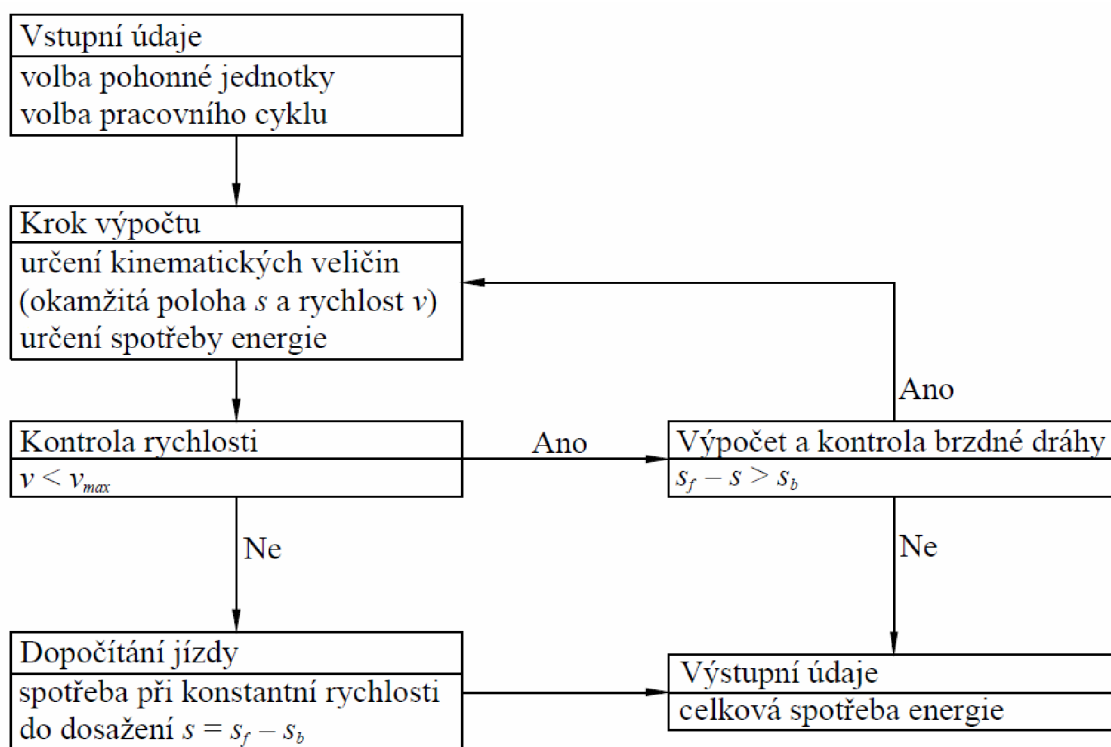 Vstupní údaje
volba pohonné jednotky
volba pracovního cyklu
Krok výpočtu
určení kinematických veličin
(okamžitá poloha s a rychlost v)
určení spotřeby energie
Ano
Kontrola rychlosti
v < vmax
Ano
Výpočet a kontrola brzdné dráhy
sf – s > sb
Ne
Ne
Dopočítání jízdy
spotřeba při konstantní rychlosti
do dosažení s = sf – sb
Výstupní údaje
celková spotřeba energie